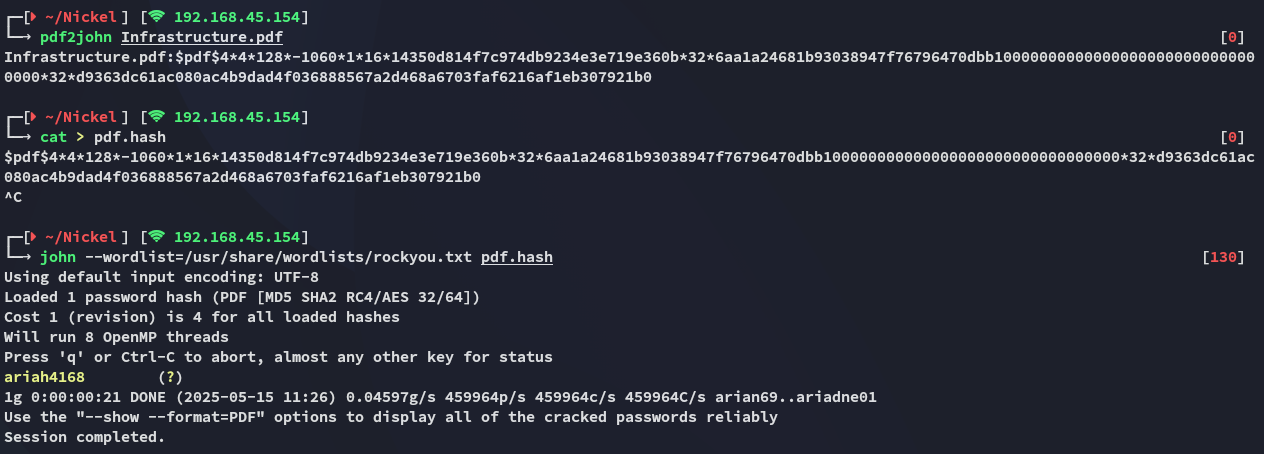 ┌─[ ~/Nickel ] [ 192.168.45.154]
└─→ pdf2john Infrastructure.pdf [0]
Infrastructure.pdf:$pdf$4*4*128*-1060*1*16*14350d814f7c974db9234e3e719e360b*32*6aa1a24681b93038947f76796470dbb100000000000000000000000000000
0000*32*d9363dc61ac080ac4b9dad4f036888567a2d468a6703faf6216af1eb307921b0
┌─[ ~/Nickel ] [ 192.168.45.154]
└─→ cat > pdf.hash [0]
$pdf$4*4*128*-1060*1*16*14350d814f7c974db9234e3e719e360b*32*6aa1a24681b93038947f76796470dbb100000000000000000000000000000000*32*d9363dc61ac
080ac4b9dad4f036888567a2d468a6703faf6216af1eb307921b0
^C
┌─[ ~/Nickel ] [ 192.168.45.154]
└─→ john --wordlist=/usr/share/wordlists/rockyou.txt pdf.hash [130]
Using default input encoding: UTF-8
Loaded 1 password hash (PDF [MD5 SHA2 RC4/AES 32/64])
Cost 1 (revision) is 4 for all loaded hashes
Will run 8 OpenMP threads
Press 'q' or Ctrl-C to abort, almost any other key for status
ariah4168 (?)
1g 0:00:00:21 DONE (2025-05-15 11:26) 0.04597g/s 459964p/s 459964c/s 459964C/s arian69..ariadne01
Use the "--show --format=PDF" options to display all of the cracked passwords reliably
Session completed.